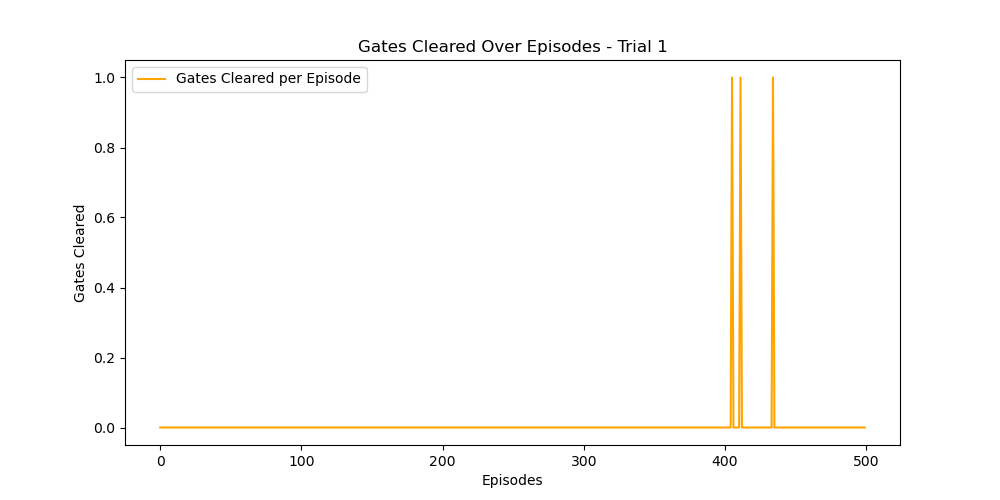 Gates Cleared Over Episodes - Trial 1
Gates Cleared per Episode
1.0
0.8
0.6
0.4
0.2
0.0
Gates Cleared
0 100 200 300 400 500
Episodes